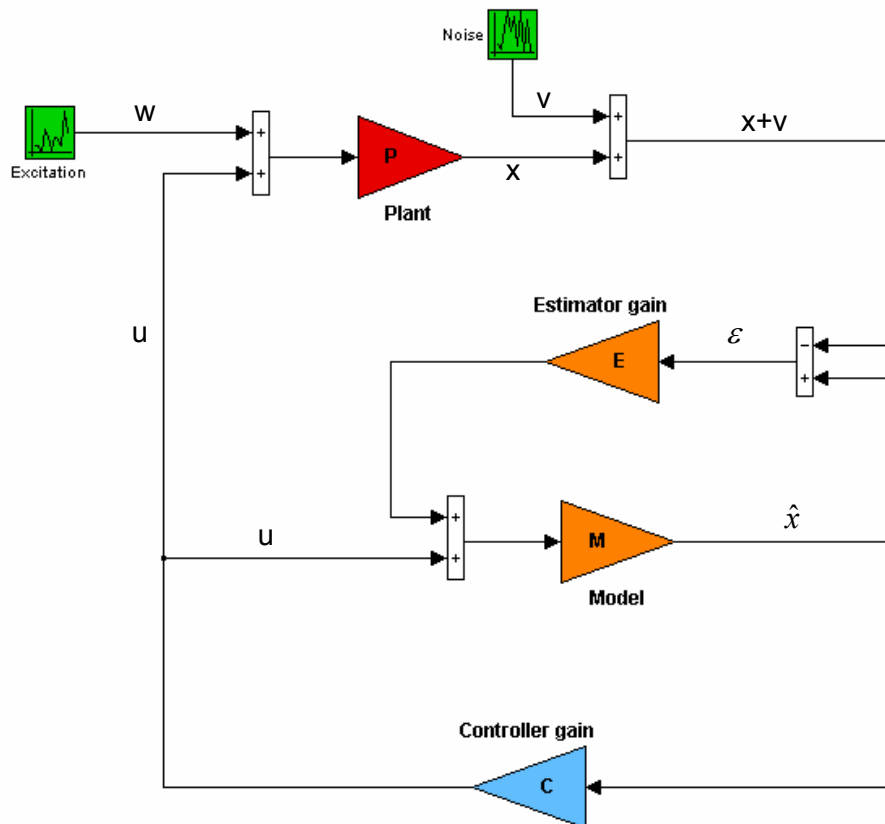 Noise
v
w
x+v
+
+
+
+
P
x
Excitation
Plant
Estimator gain
u
ε
−
+
E
x̂
+
+
u
M
Model
Controller gain
C